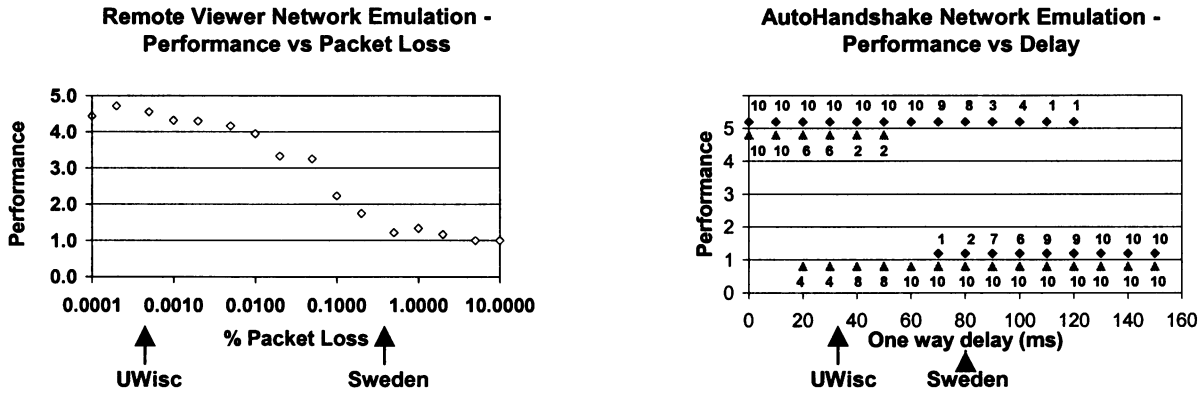 Remote Viewer Network Emulation -
Performance vs Packet Loss
Performance
5.0
4.0
3.0
2.0
1.0
0.0
0.0001 0.0010 0.0100 0.1000 1.0000 10.0000
% Packet Loss
UWisc Sweden
AutoHandshake Network Emulation -
Performance vs Delay
Performance
10 10 10 10 10 10 10 9 8 3 4 1 1
5
10 10 6 6 2 2
4
3
2
1 2 7 6 9 9 10 10 10
1
4 4 8 8 10 10 10 10 10 10 10 10 10 10
0
0 20 40 60 80 100 120 140 160
One way delay (ms)
UWisc Sweden